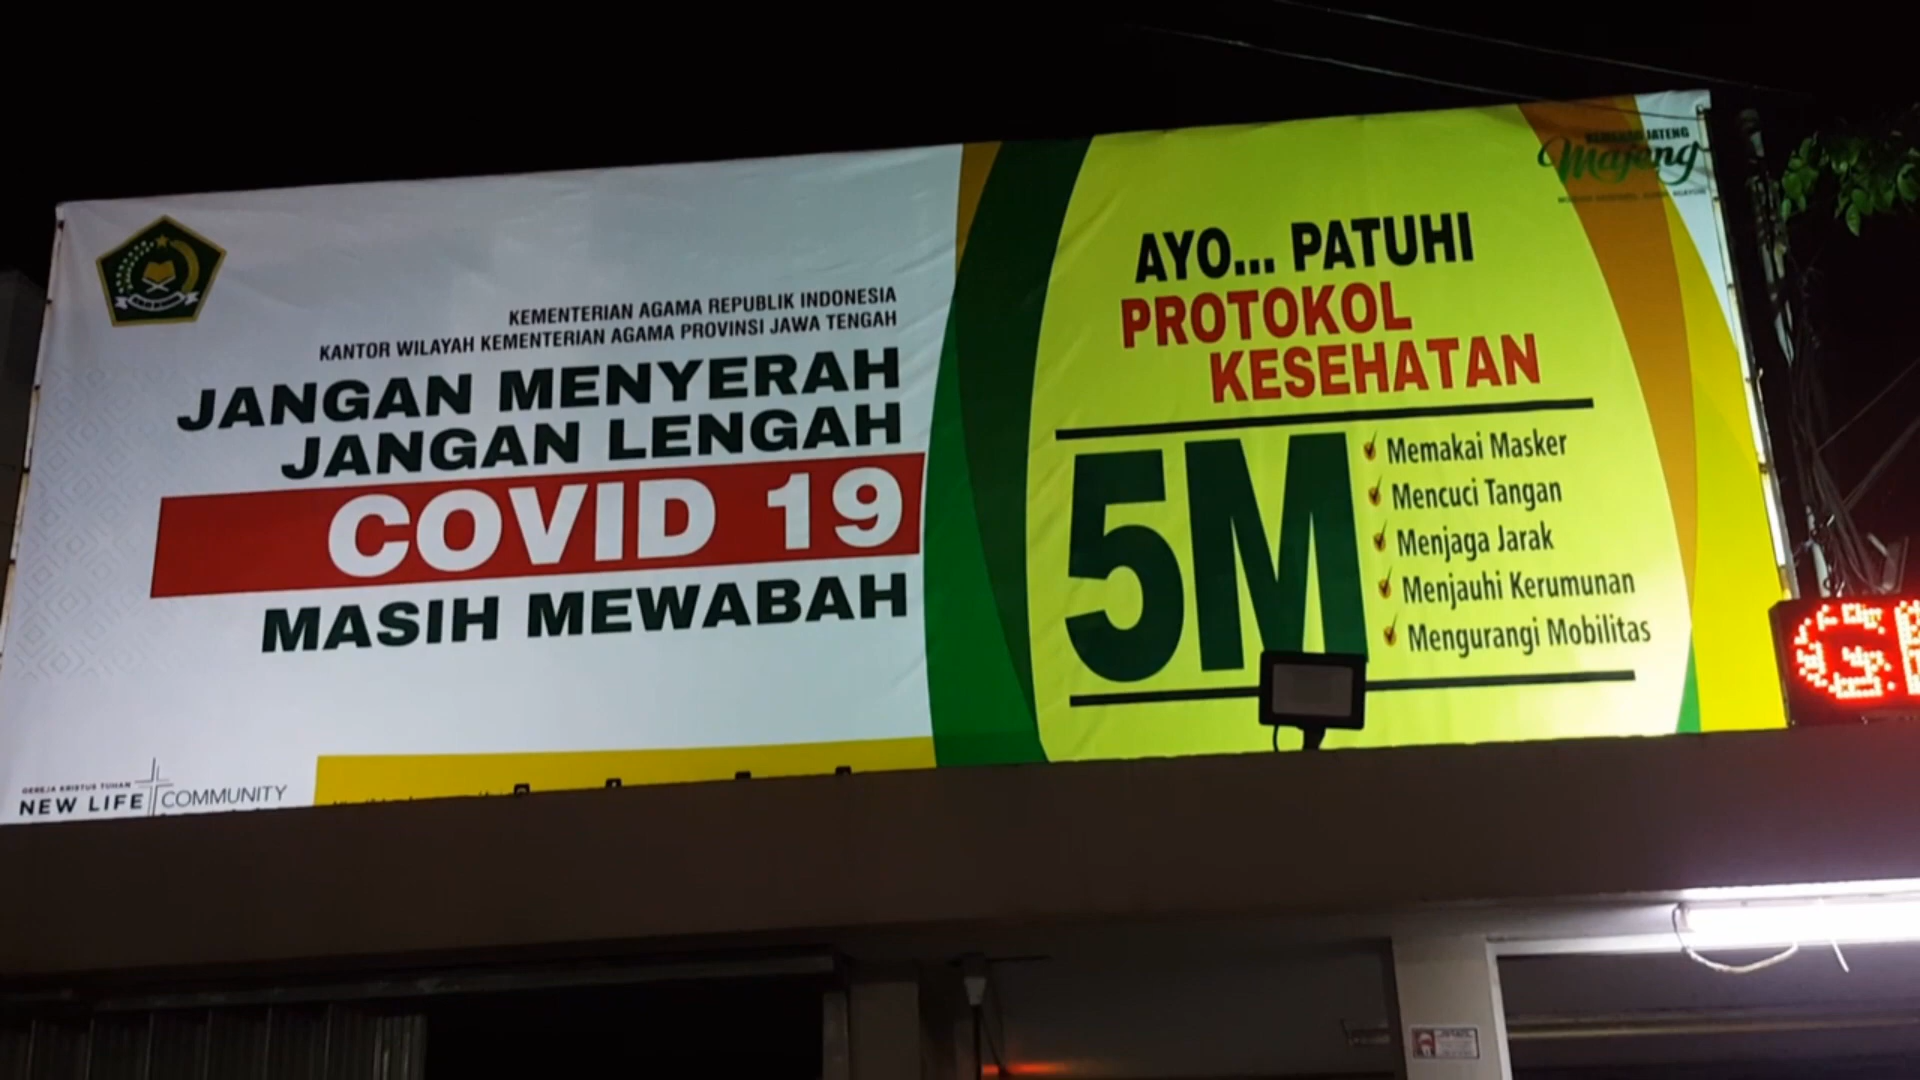 KEMENTERIAN AGAMA REPUBLIK INDONESIA
KANTOR WILAYAH KEMENTERIAN AGAMA PROVINSI JAWA TENGAH
JANGAN MENYERAH
JANGAN LENGAH
COVID 19
MASIH MEWABAH
GEREJA KRISTUS TUHAN
NEW LIFE COMMUNITY
JATENG
Majeng
AYO... PATUHI
PROTOKOL
KESEHATAN
5M
Memakai Masker
Mencuci Tangan
Menjaga Jarak
Menjauhi Kerumunan
Mengurangi Mobilitas